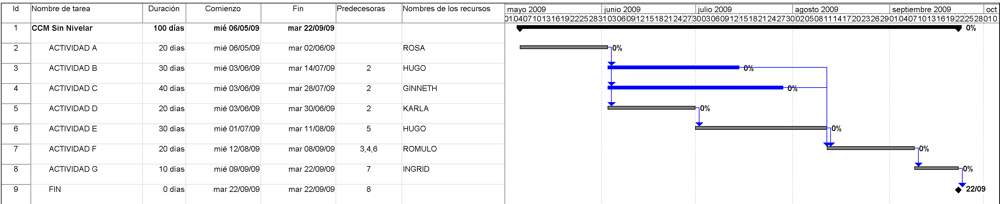 Id Nombre de tarea Duración Comienzo Fin Predecesoras Nombres de los recursos mayo 2009 junio 2009 julio 2009 agosto 2009 septiembre 2009 oct
01 04 07 10 13 16 19 22 25 28 31 03 06 09 12 15 18 21 24 27 30 03 06 09 12 15 18 21 24 27 30 02 05 08 11 14 17 20 23 26 29 01 04 07 10 13 16 19 22 25 28 01 0
1 CCM Sin Nivelar 100 días mié 06/05/09 mar 22/09/09 0%
2 ACTIVIDAD A 20 días mié 06/05/09 mar 02/06/09 ROSA 0%
3 ACTIVIDAD B 30 días mié 03/06/09 mar 14/07/09 2 HUGO 0%
4 ACTIVIDAD C 40 días mié 03/06/09 mar 28/07/09 2 GINNETH 0%
5 ACTIVIDAD D 20 días mié 03/06/09 mar 30/06/09 2 KARLA 0%
6 ACTIVIDAD E 30 días mié 01/07/09 mar 11/08/09 5 HUGO 0%
7 ACTIVIDAD F 20 días mié 12/08/09 mar 08/09/09 3,4,6 ROMULO 0%
8 ACTIVIDAD G 10 días mié 09/09/09 mar 22/09/09 7 INGRID 0%
9 FIN 0 días mar 22/09/09 mar 22/09/09 8 22/09